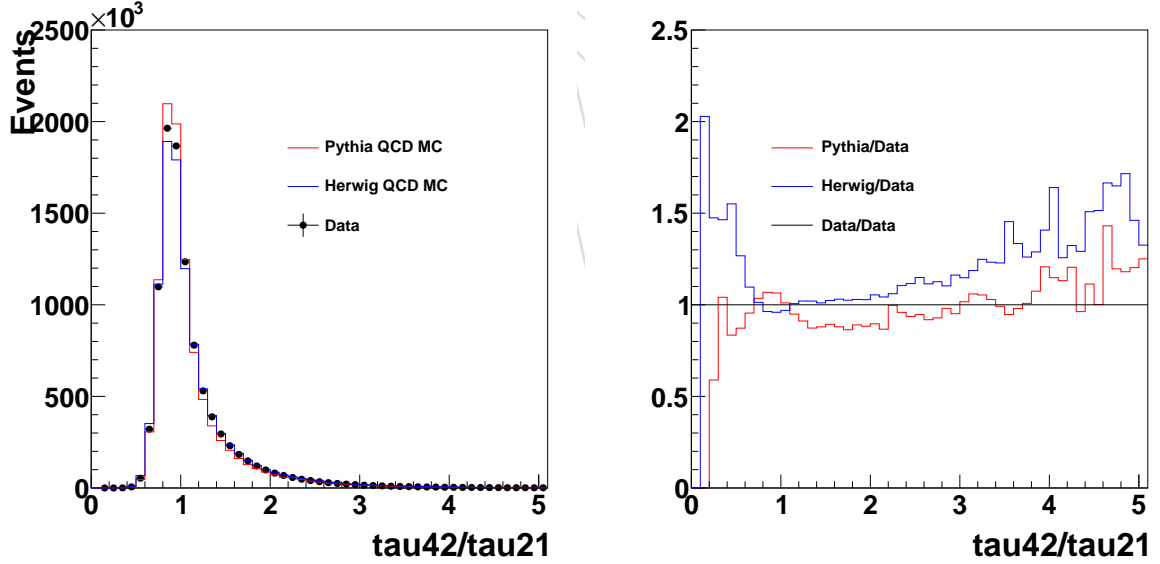 ×10³
Events
2500
2000
1500
1000
500
0
Pythia QCD MC
Herwig QCD MC
Data
0 1 2 3 4 5
tau42/tau21
2.5
2
1.5
1
0.5
0
Pythia/Data
Herwig/Data
Data/Data
0 1 2 3 4 5
tau42/tau21